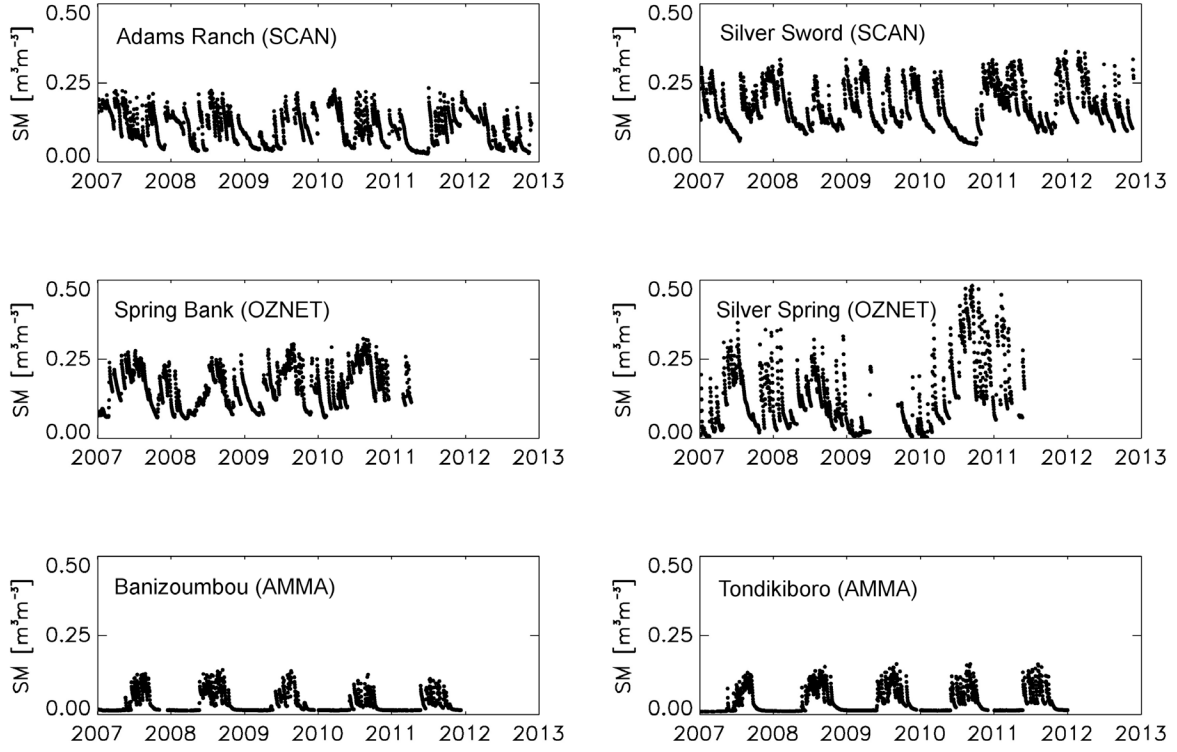 0.50
Adams Ranch (SCAN)
0.25
SM [m³m⁻³]
0.00
2007 2008 2009 2010 2011 2012 2013
0.50
Silver Sword (SCAN)
0.25
SM [m³m⁻³]
0.00
2007 2008 2009 2010 2011 2012 2013
0.50
Spring Bank (OZNET)
0.25
SM [m³m⁻³]
0.00
2007 2008 2009 2010 2011 2012 2013
0.50
Silver Spring (OZNET)
0.25
SM [m³m⁻³]
0.00
2007 2008 2009 2010 2011 2012 2013
0.50
Banizoumbou (AMMA)
0.25
SM [m³m⁻³]
0.00
2007 2008 2009 2010 2011 2012 2013
0.50
Tondikiboro (AMMA)
0.25
SM [m³m⁻³]
0.00
2007 2008 2009 2010 2011 2012 2013